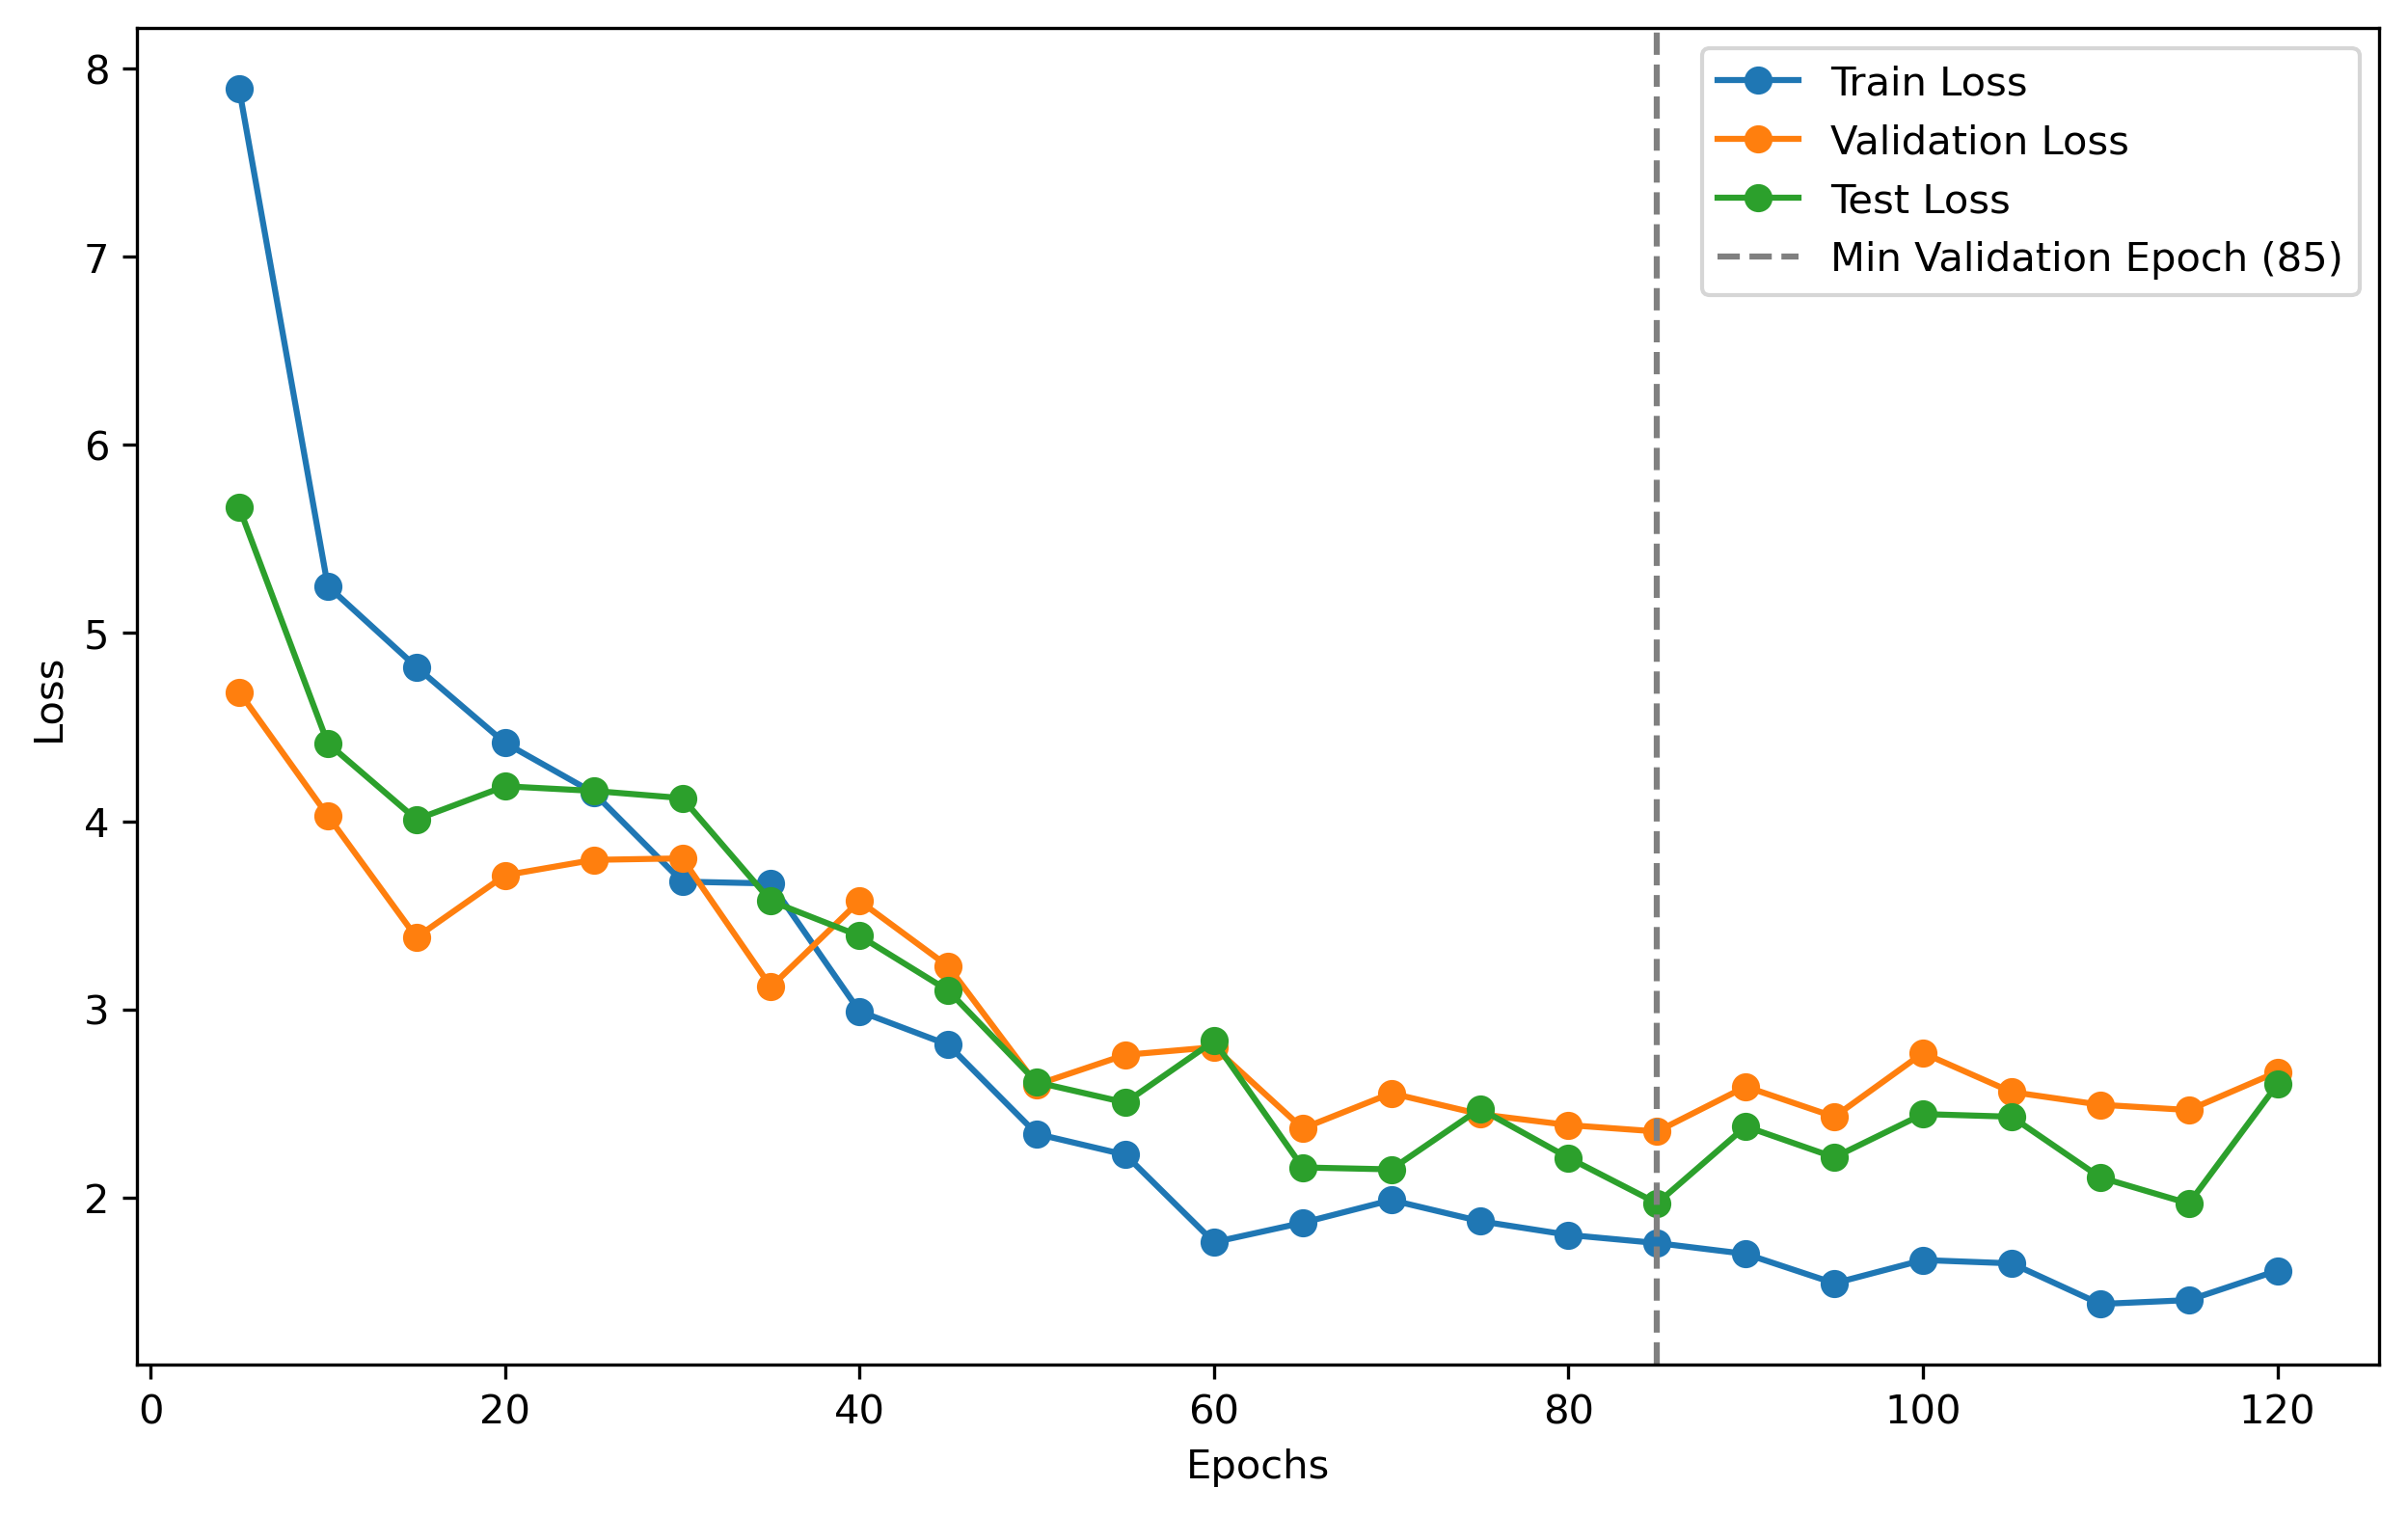 8
7
6
5
4
3
2
Loss
0 20 40 60 80 100 120
Epochs
Train Loss
Validation Loss
Test Loss
Min Validation Epoch (85)